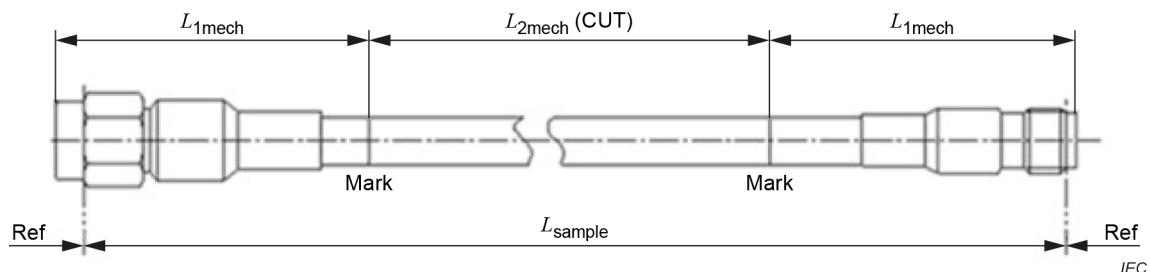 L1mech L2mech (CUT) L1mech
Mark Mark
Ref Lsample Ref
IEC